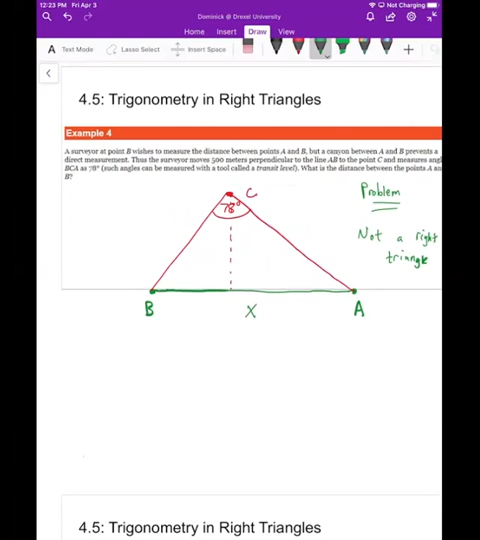 12:23 PM Fri Apr 3
Not Charging
Dominick @ Drexel University
Home Insert Draw View
Text Mode Lasso Select Insert Space
4.5: Trigonometry in Right Triangles
Example 4
A surveyor at point B wishes to measure the distance between points A and B, but a canyon between A and B prevents a
direct measurement. Thus the surveyor moves 500 meters perpendicular to the line AB to the point C and measures angl
BCA as 78° (such angles can be measured with a tool called a transit level). What is the distance between the points A an
B?
C
78°
Problem
Not a right
triangle
B X A
4.5: Trigonometry in Right Triangles